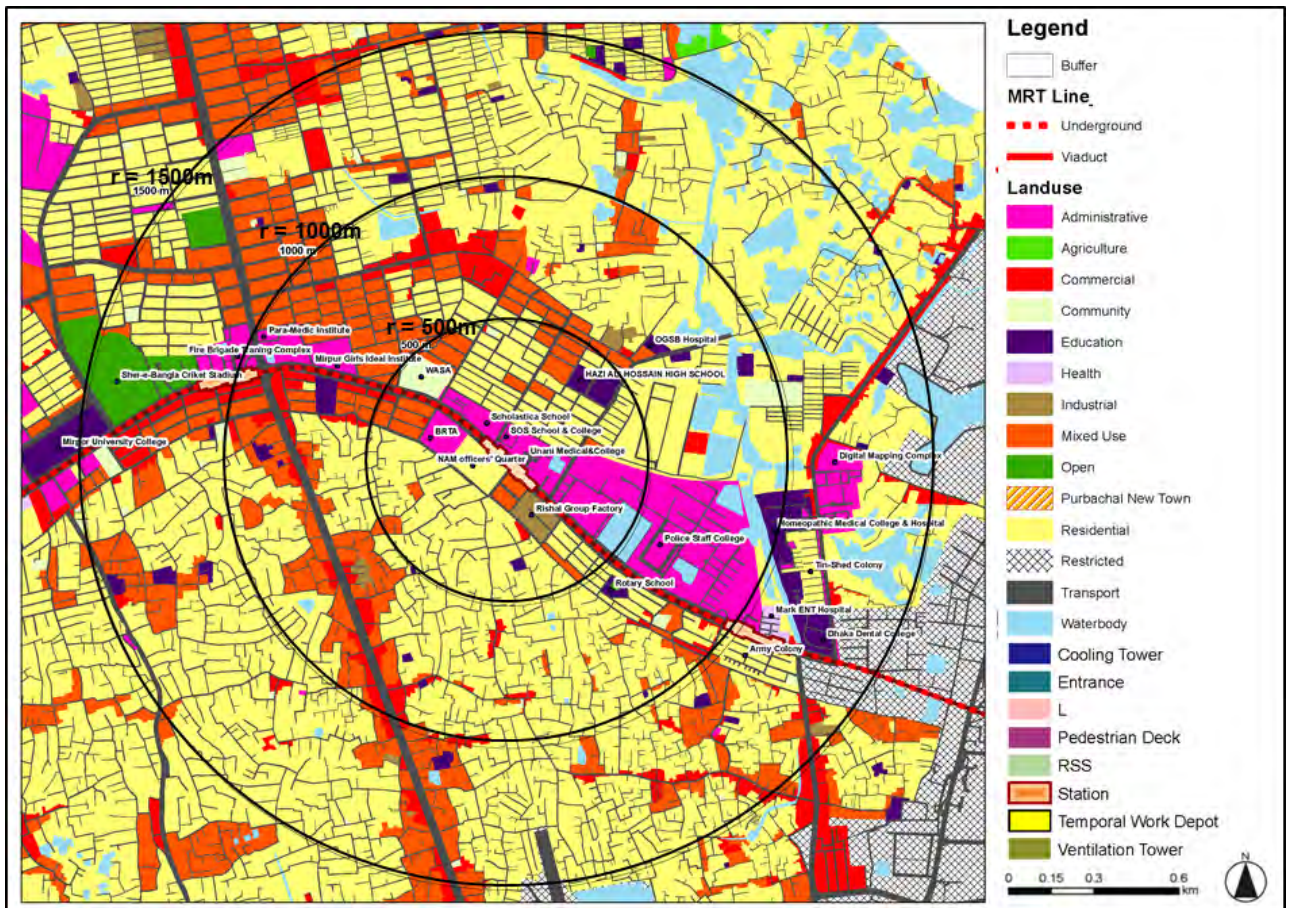 r = 1500m
1500 m
r = 1000m
1000 m
r = 500m
500 m
Para-Medic Institute
Fire Brigade Traning Complex
Mirpur Girls Ideal Institute
Sher-e-Bangla Criket Stadium
WASA
OGSB Hospital
HAZI ALI HOSSAIN HIGH SCHOOL
Scholastica School
BRTA
SOS School & College
Mirpor University College
Unani Medical&College
NAM officers' Quarter
Digital Mapping Complex
Rishal Group Factory
Homeopathic Medical College & Hospital
Police Staff College
Tin-Shed Colony
Rotary School
Mark ENT Hospital
Dhaka Dental College
Army Colony
Legend
Buffer
MRT Line
Underground
Viaduct
Landuse
Administrative
Agriculture
Commercial
Community
Education
Health
Industrial
Mixed Use
Open
Purbachal New Town
Residential
Restricted
Transport
Waterbody
Cooling Tower
Entrance
L
Pedestrian Deck
RSS
Station
Temporal Work Depot
Ventilation Tower
N
0 0.15 0.3 0.6
km